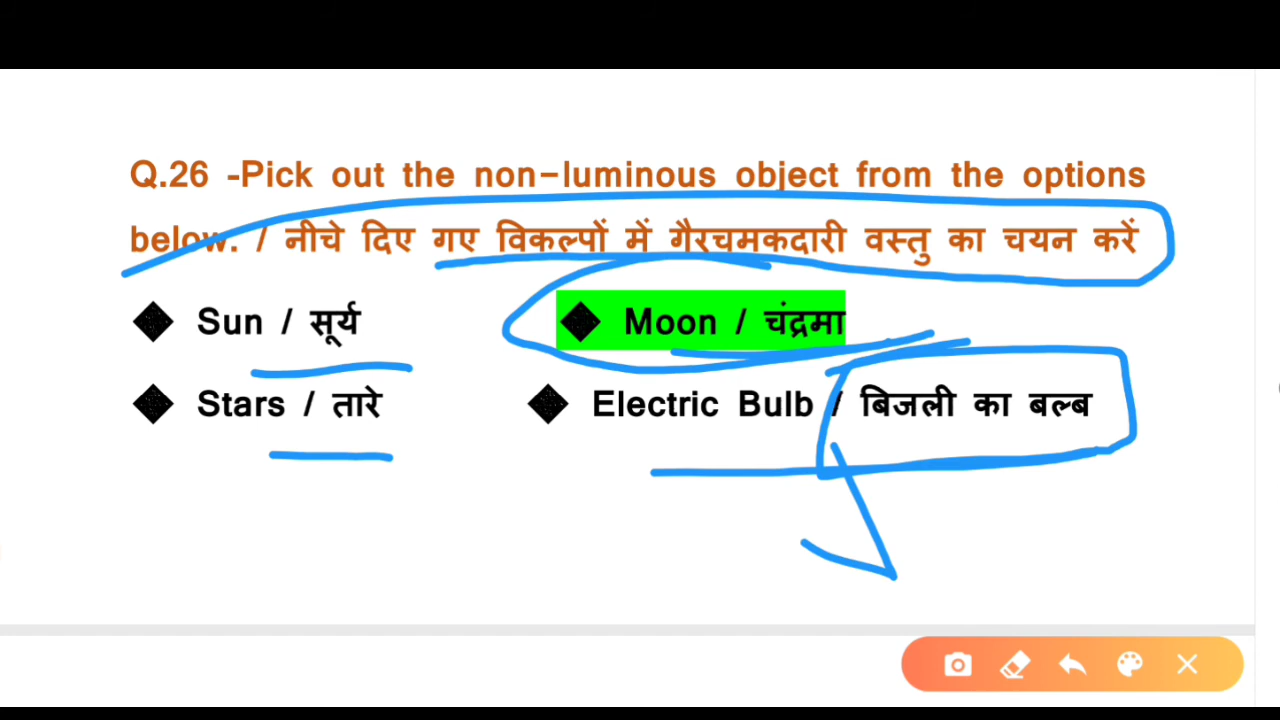 Q.26 -Pick out the non-luminous object from the options
below. / नीचे दिए गए विकल्पों में गैरचमकदारी वस्तु का चयन करें
Sun / सूर्य Moon / चंद्रमा
Stars / तारे Electric Bulb / बिजली का बल्ब